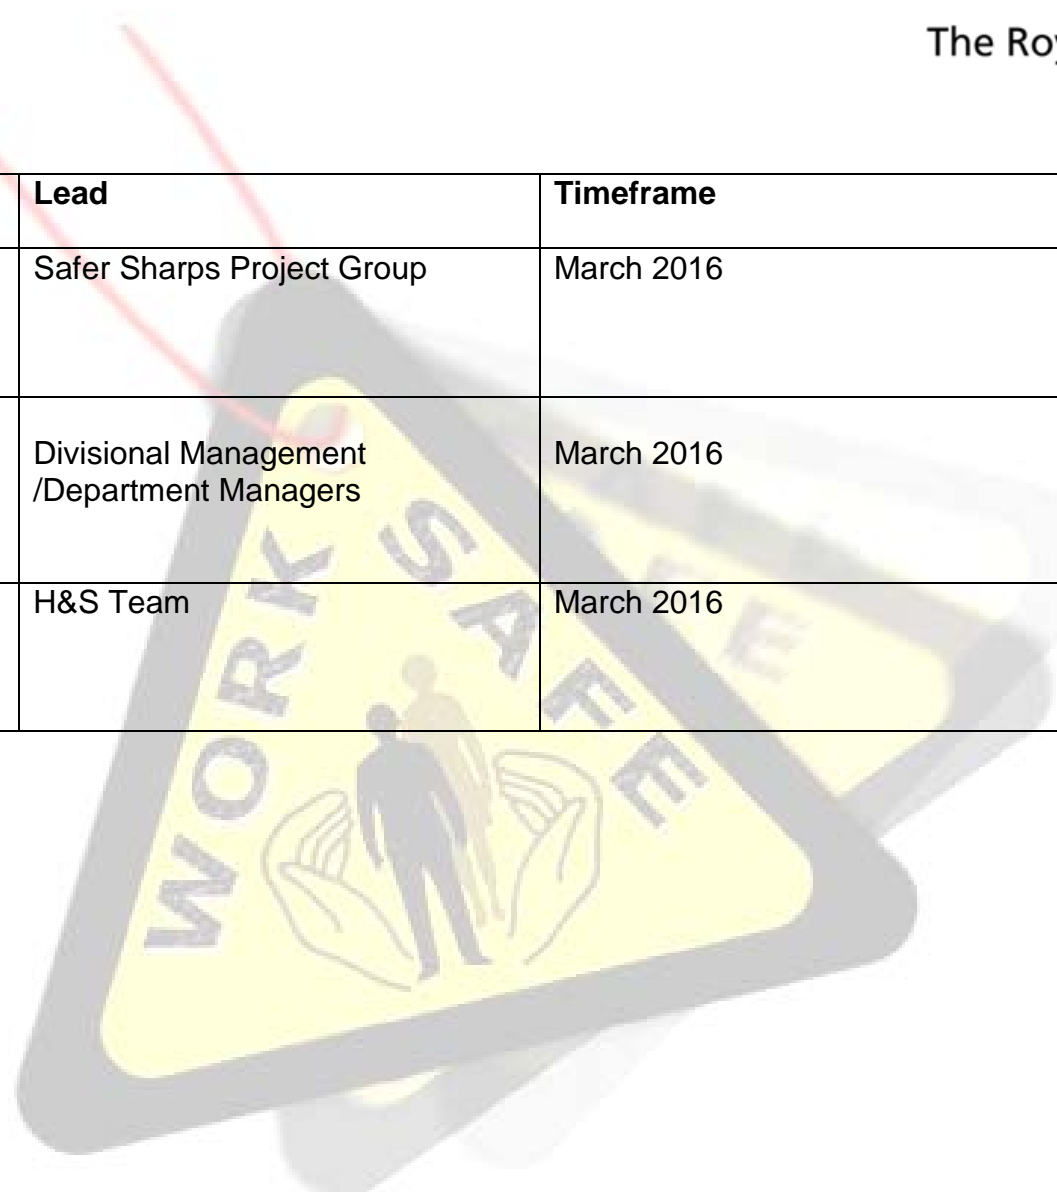 The Roy
Lead Timeframe
Safer Sharps Project Group March 2016
Divisional Management March 2016
/Department Managers
H&S Team March 2016
WORK SAFE
E